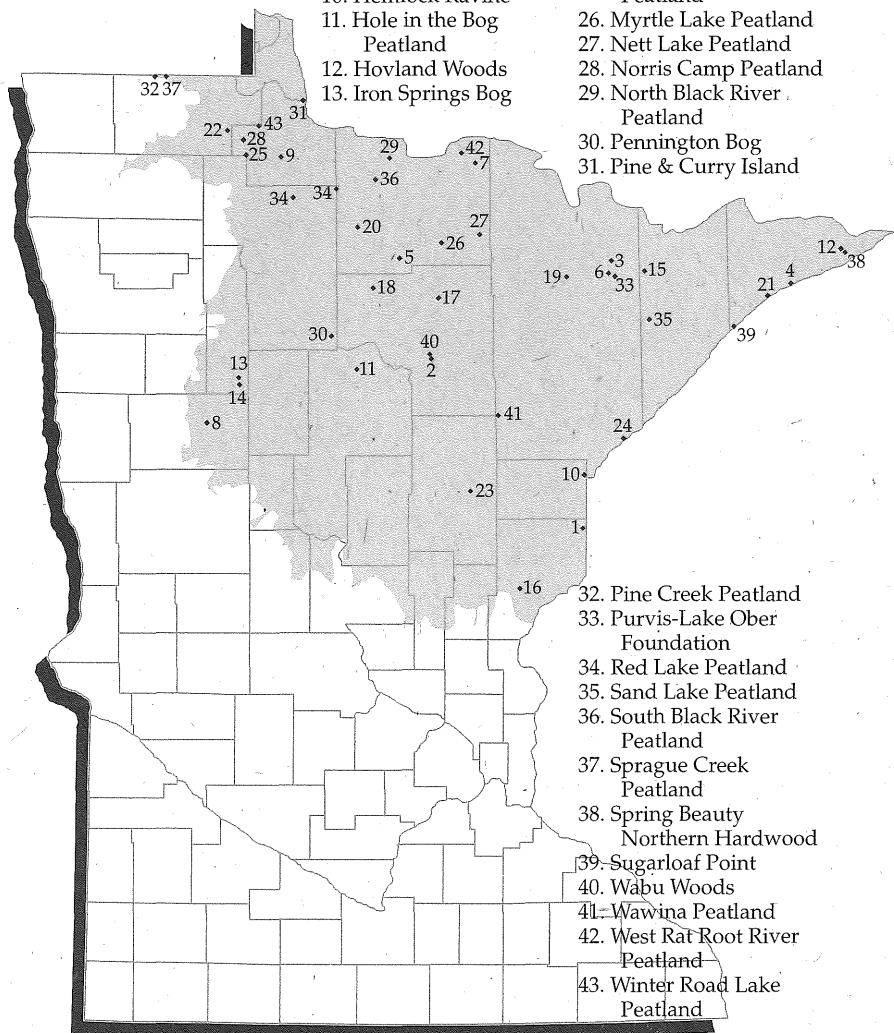 10. Hemlock Ravine
11. Hole in the Bog
Peatland
12. Hovland Woods
13. Iron Springs Bog
Peatland
26. Myrtle Lake Peatland
27. Nett Lake Peatland
28. Norris Camp Peatland
29. North Black River
Peatland
30. Pennington Bog
31. Pine & Curry Island
32 37
31
22
43
28
25
9
29
42
7
36
34
34
20
27
26
5
3
6
33
19
15
12
38
4
21
18
17
35
39
30
40
2
13
14
11
8
41
24
10
23
1
16
32. Pine Creek Peatland
33. Purvis-Lake Ober
Foundation
34. Red Lake Peatland
35. Sand Lake Peatland
36. South Black River
Peatland
37. Sprague Creek
Peatland
38. Spring Beauty
Northern Hardwood
39. Sugarloaf Point
40. Wabu Woods
41. Wawina Peatland
42. West Rat Root River
Peatland
43. Winter Road Lake
Peatland